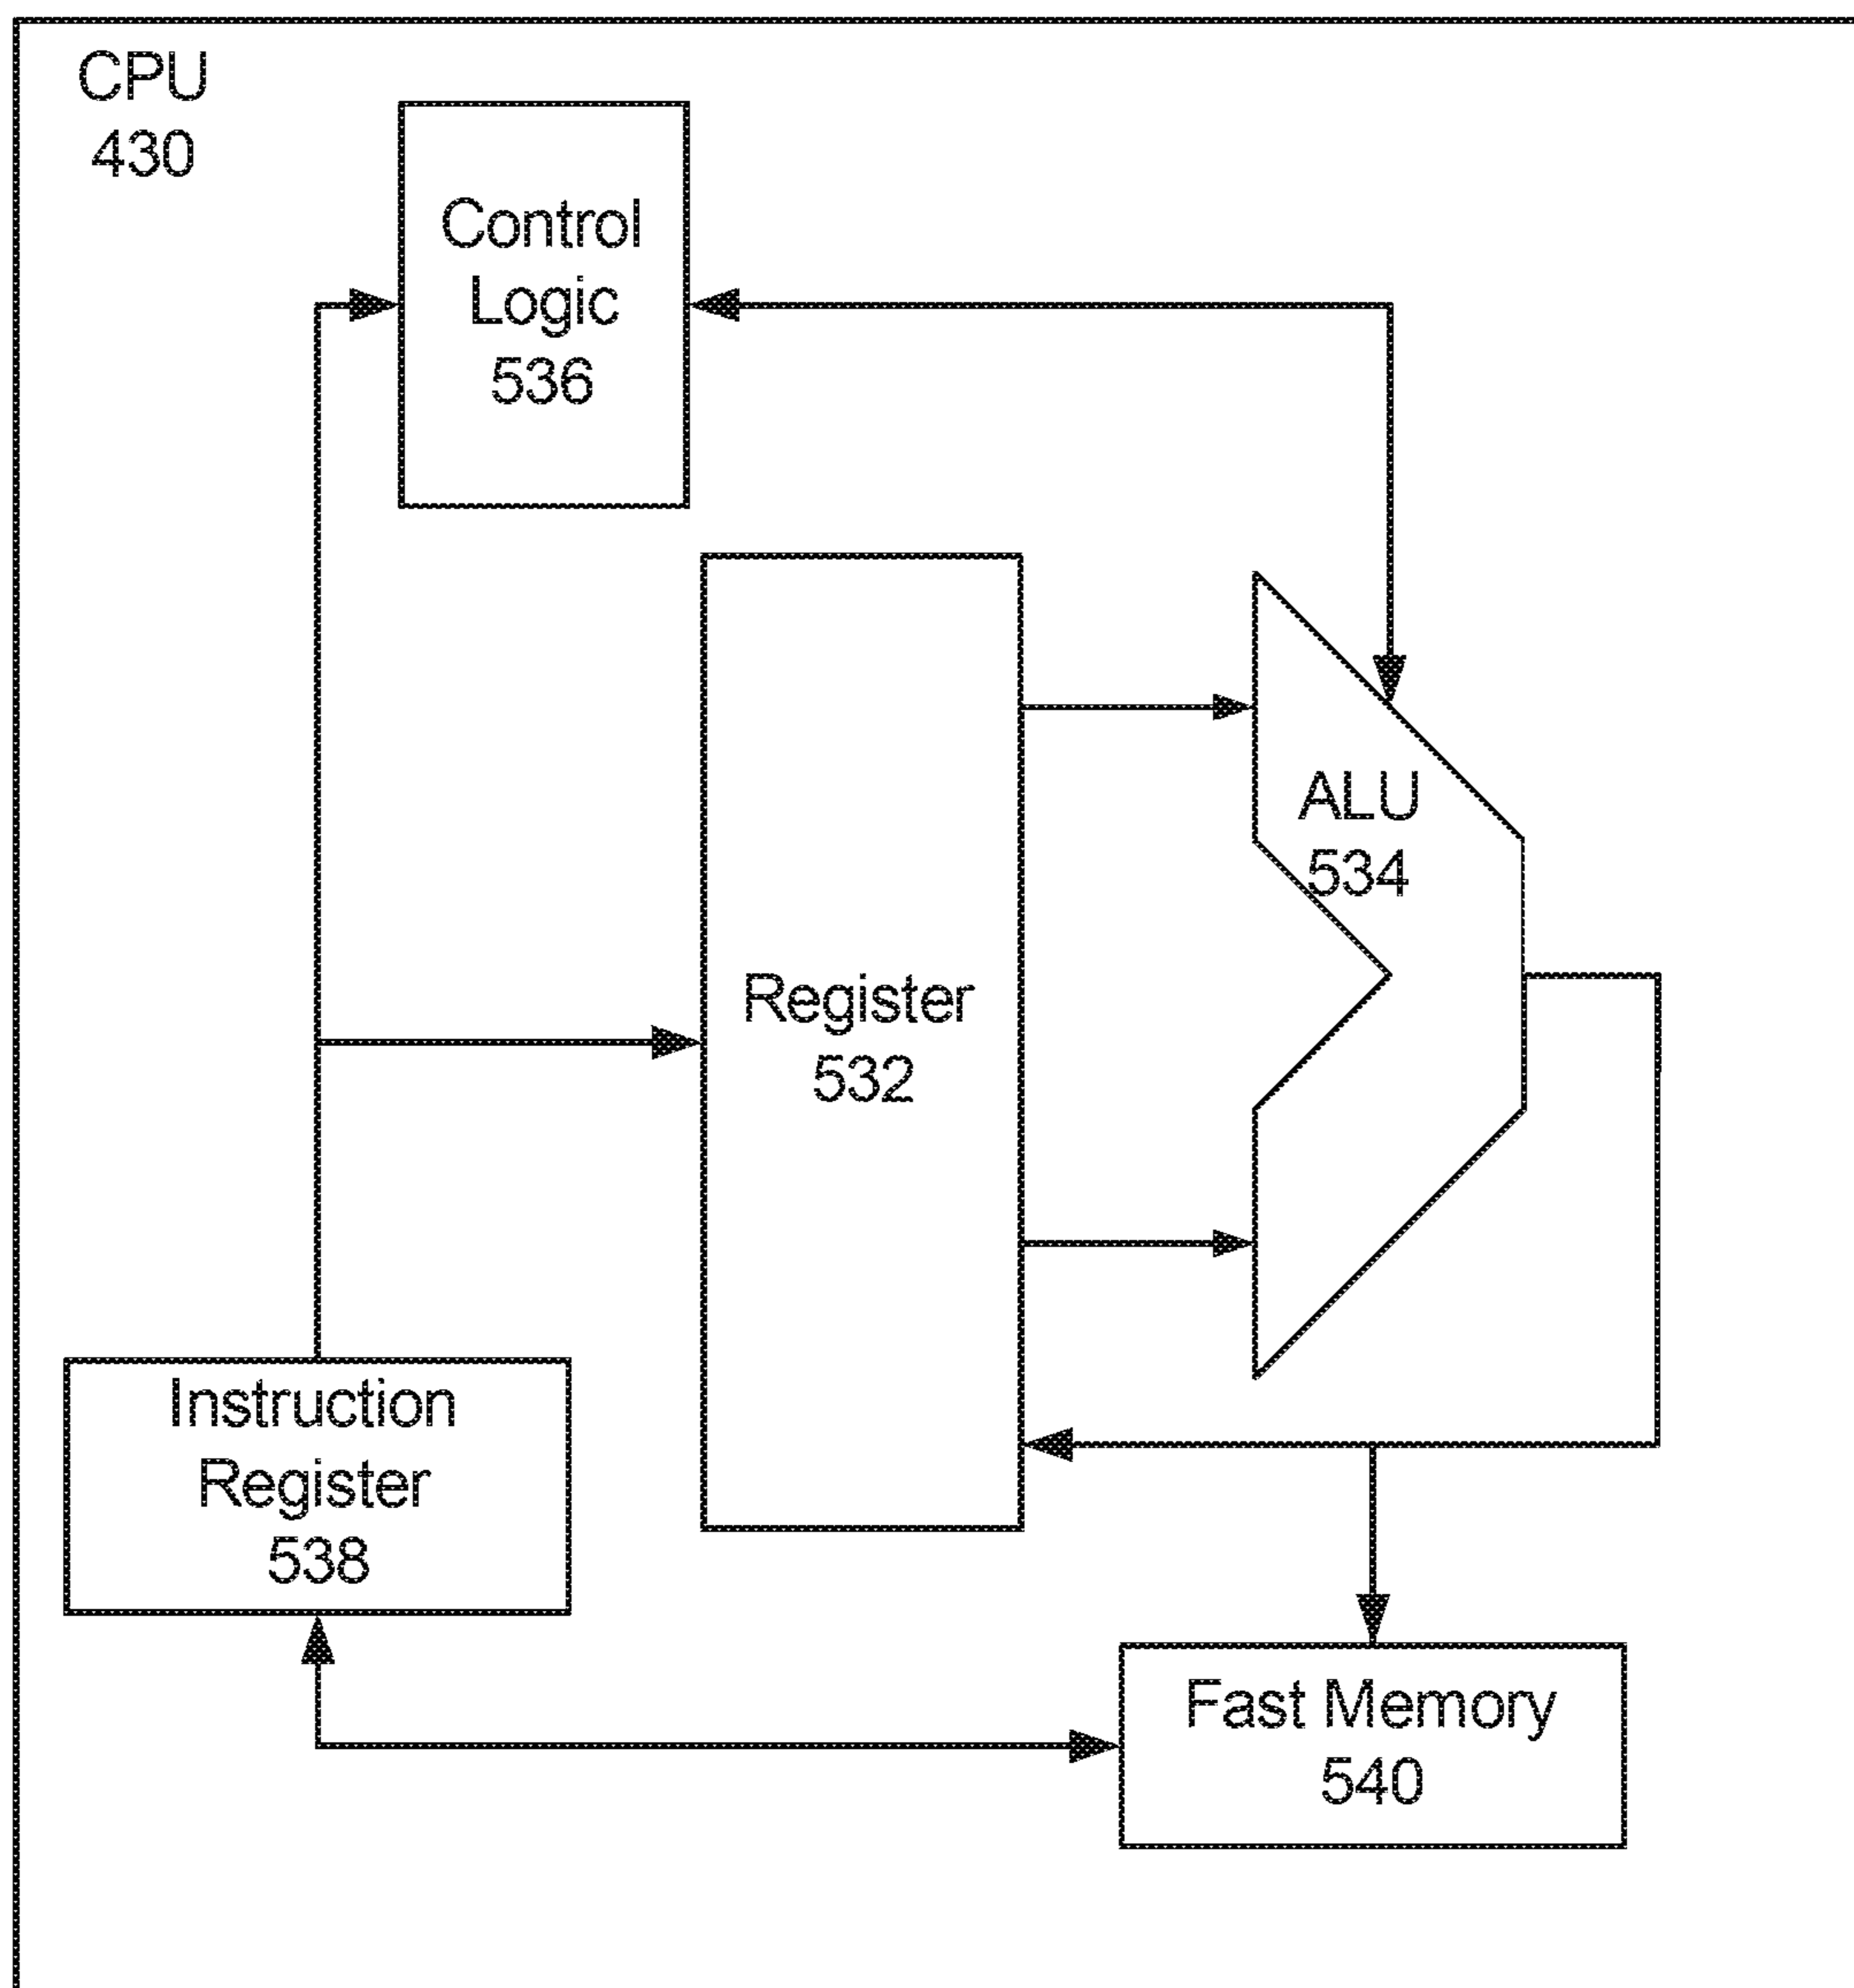 CPU
430
Control
Logic
536
ALU
534
Register
532
Instruction
Register
538
Fast Memory
540